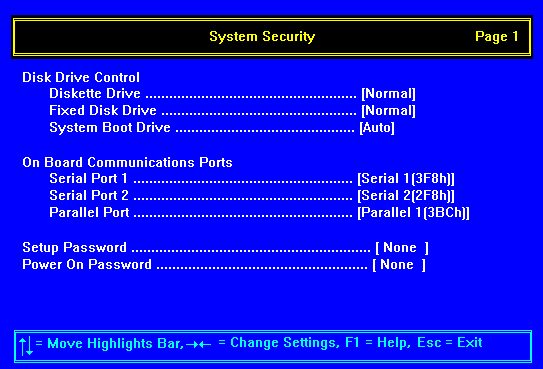 System Security Page 1
Disk Drive Control
Diskette Drive ..................................................... [Normal]
Fixed Disk Drive ................................................. [Normal]
System Boot Drive ............................................. [Auto]
On Board Communications Ports
Serial Port 1 ....................................................... [Serial 1(3F8h)]
Serial Port 2 ....................................................... [Serial 2(2F8h)]
Parallel Port ....................................................... [Parallel 1(3BCh)]
Setup Password ............................................................ [ None ]
Power On Password ..................................................... [ None ]
↑↓ = Move Highlights Bar, →← = Change Settings, F1 = Help, Esc = Exit